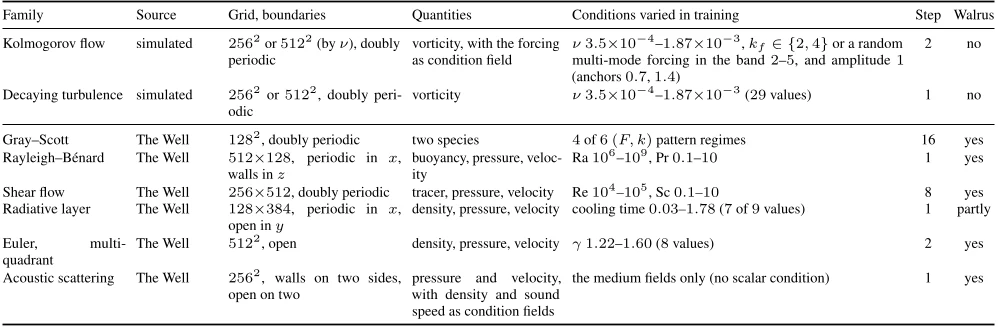 Family Source Grid, boundaries Quantities Conditions varied in training Step Walrus
Kolmogorov flow simulated 256² or 512² (by ν), doubly periodic vorticity, with the forcing as condition field ν 3.5×10⁻⁴–1.87×10⁻³, k_f ∈ {2, 4} or a random multi-mode forcing in the band 2–5, and amplitude 1 (anchors 0.7, 1.4) 2 no
Decaying turbulence simulated 256² or 512², doubly periodic vorticity ν 3.5×10⁻⁴–1.87×10⁻³ (29 values) 1 no
Gray–Scott The Well 128², doubly periodic two species 4 of 6 (F, k) pattern regimes 16 yes
Rayleigh–Bénard The Well 512×128, periodic in x, walls in z buoyancy, pressure, velocity Ra 10⁶–10⁹, Pr 0.1–10 1 yes
Shear flow The Well 256×512, doubly periodic tracer, pressure, velocity Re 10⁴–10⁵, Sc 0.1–10 8 yes
Radiative layer The Well 128×384, periodic in x, open in y density, pressure, velocity cooling time 0.03–1.78 (7 of 9 values) 1 partly
Euler, multi-quadrant The Well 512², open density, pressure, velocity γ 1.22–1.60 (8 values) 2 yes
Acoustic scattering The Well 256², walls on two sides, open on two pressure and velocity, with density and sound speed as condition fields the medium fields only (no scalar condition) 1 yes